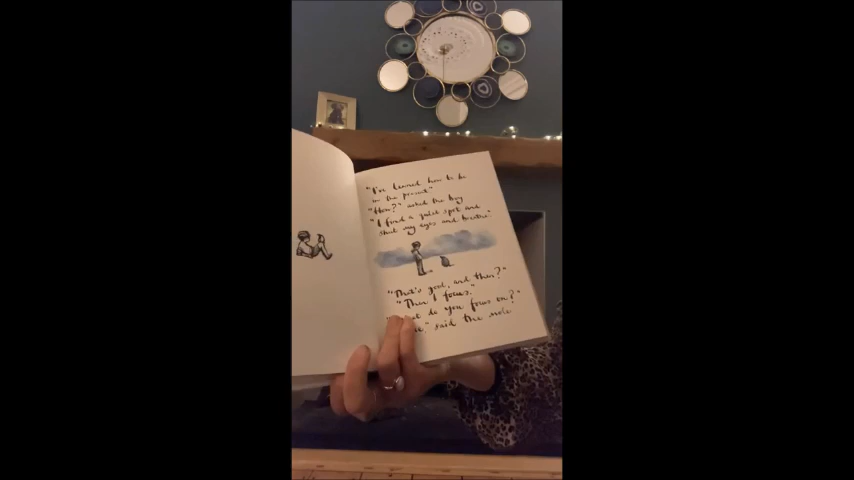 "I've learned how to be
in the present."
"How?" asked the boy
"I find a quiet spot and
shut my eyes and breathe."
"That's good, and then?"
"Then I focus."
do you focus on?"
said the mole